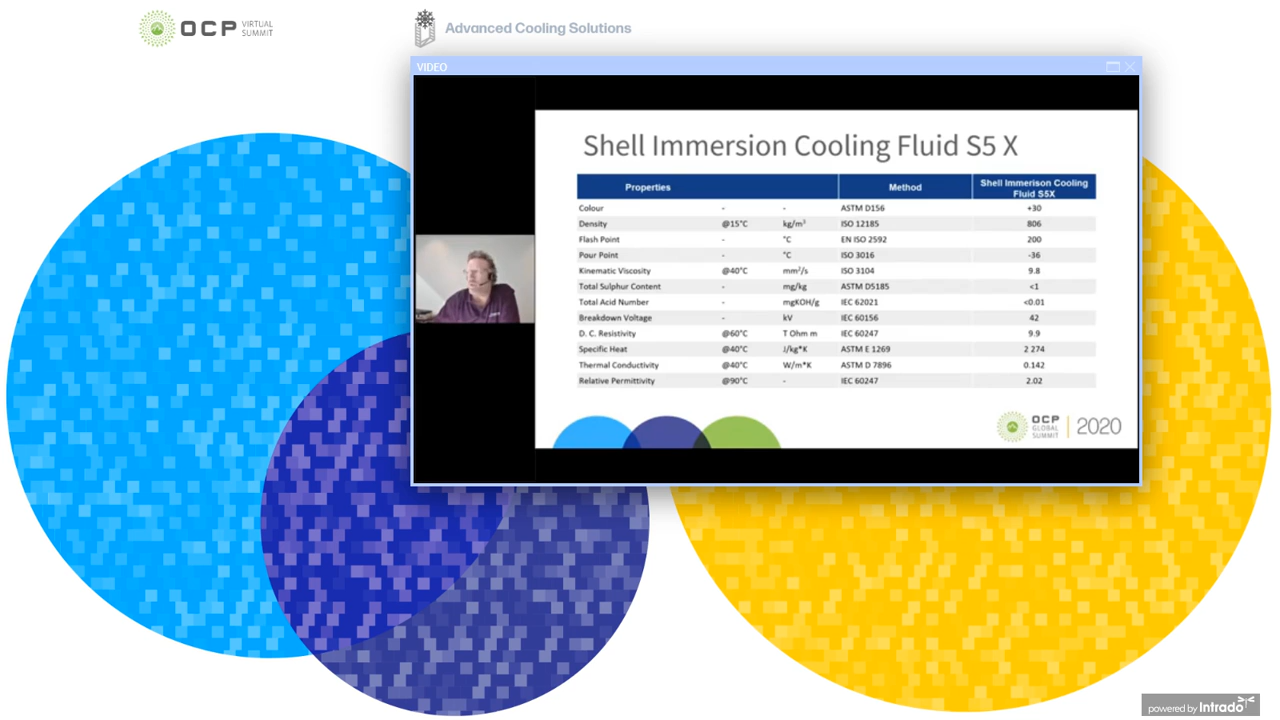 OCP VIRTUAL
SUMMIT
Advanced Cooling Solutions
VIDEO
Shell Immersion Cooling Fluid S5 X
Properties Method Shell Immerison Cooling
Fluid S5X
Colour - - ASTM D156 +30
Density @15°C kg/m³ ISO 12185 806
Flash Point - °C EN ISO 2592 200
Pour Point - °C ISO 3016 -36
Kinematic Viscosity @40°C mm²/s ISO 3104 9.8
Total Sulphur Content - mg/kg ASTM D5185 <1
Total Acid Number - mgKOH/g IEC 62021 <0.01
Breakdown Voltage - kV IEC 60156 42
D. C. Resistivity @60°C T Ohm m IEC 60247 9.9
Specific Heat @40°C J/kg*K ASTM E 1269 2 274
Thermal Conductivity @40°C W/m*K ASTM D 7896 0.142
Relative Permittivity @90°C - IEC 60247 2.02
OCP
GLOBAL
SUMMIT
2020
powered by Intrado